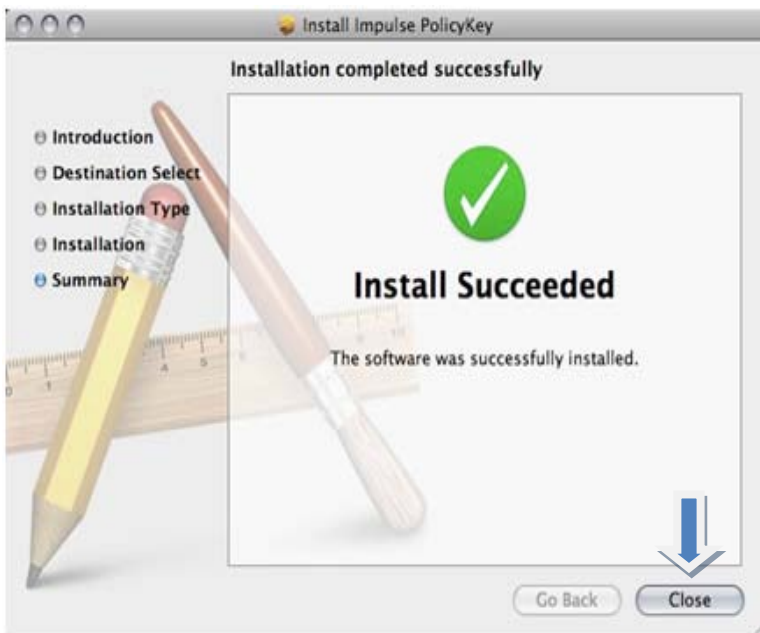 Install Impulse PolicyKey
Installation completed successfully
Introduction
Destination Select
Installation Type
Installation
Summary
Install Succeeded
The software was successfully installed.
Go Back
Close